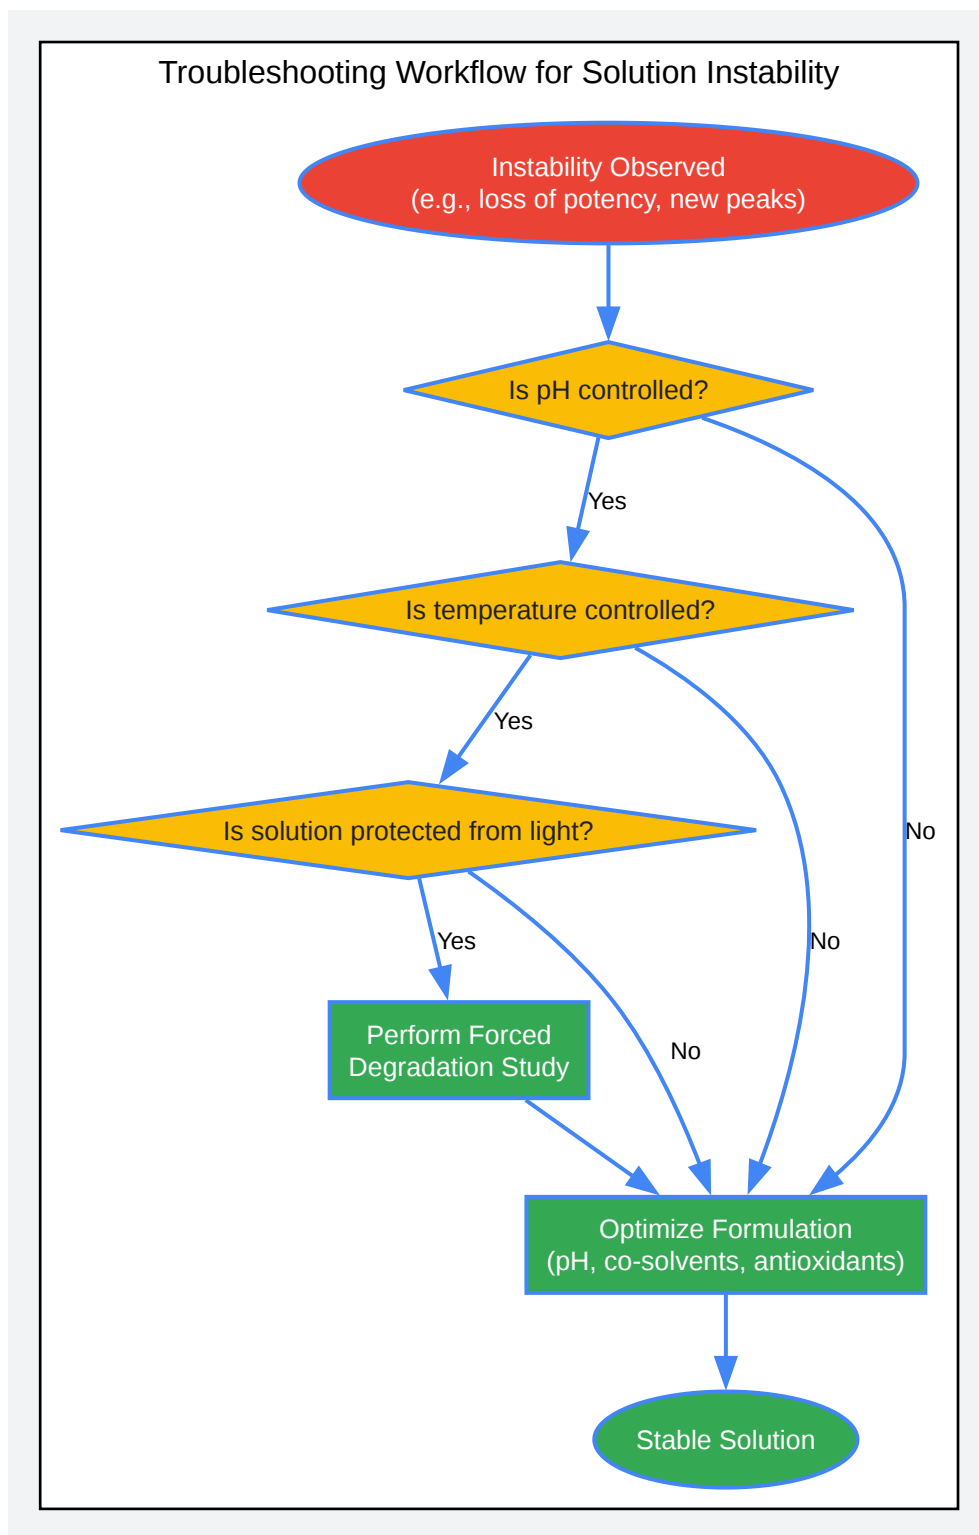 Troubleshooting Workflow for Solution Instability
Instability Observed
(e.g., loss of potency, new peaks)
Is pH controlled?
Yes
Is temperature controlled?
Yes
Is solution protected from light?
No
Yes
No
Perform Forced
Degradation Study
No
Optimize Formulation
(pH, co-solvents, antioxidants)
Stable Solution